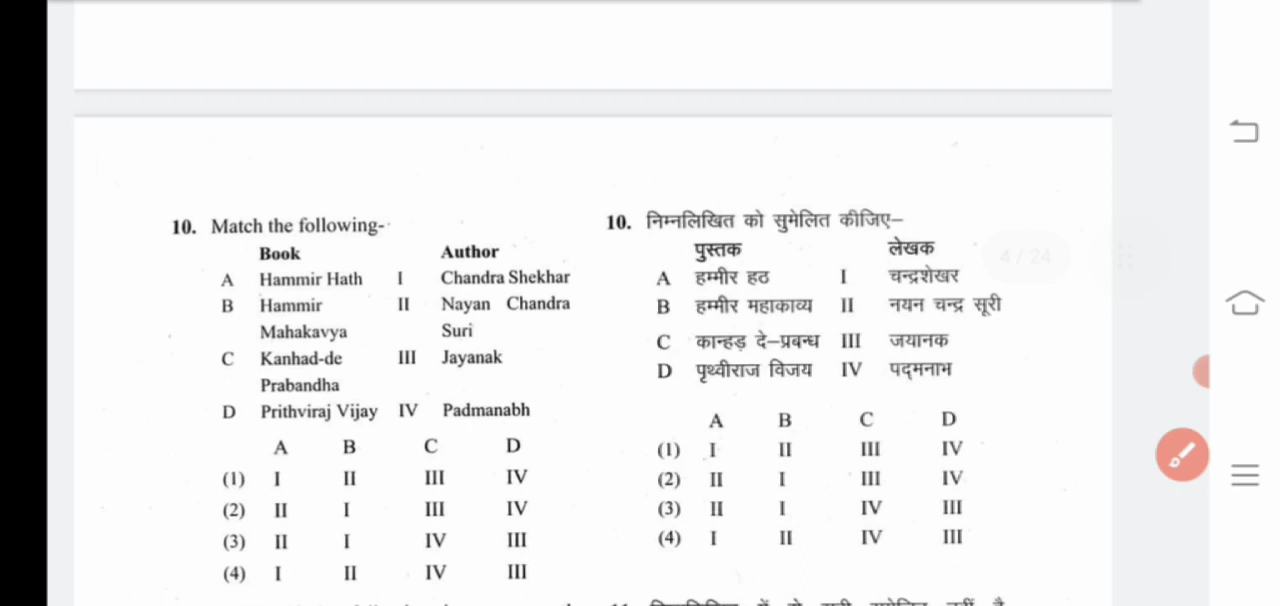 10. Match the following-
Book Author
A Hammir Hath I Chandra Shekhar
B Hammir II Nayan Chandra
Mahakavya Suri
C Kanhad-de III Jayanak
Prabandha
D Prithviraj Vijay IV Padmanabh
A B C D
(1) I II III IV
(2) II I III IV
(3) II I IV III
(4) I II IV III
10. निम्नलिखित को सुमेलित कीजिए–
पुस्तक लेखक
A हम्मीर हठ I चन्द्रशेखर
B हम्मीर महाकाव्य II नयन चन्द्र सूरी
C कान्हड़ दे–प्रबन्ध III जयानक
D पृथ्वीराज विजय IV पद्मनाभ
A B C D
(1) I II III IV
(2) II I III IV
(3) II I IV III
(4) I II IV III
4 / 24